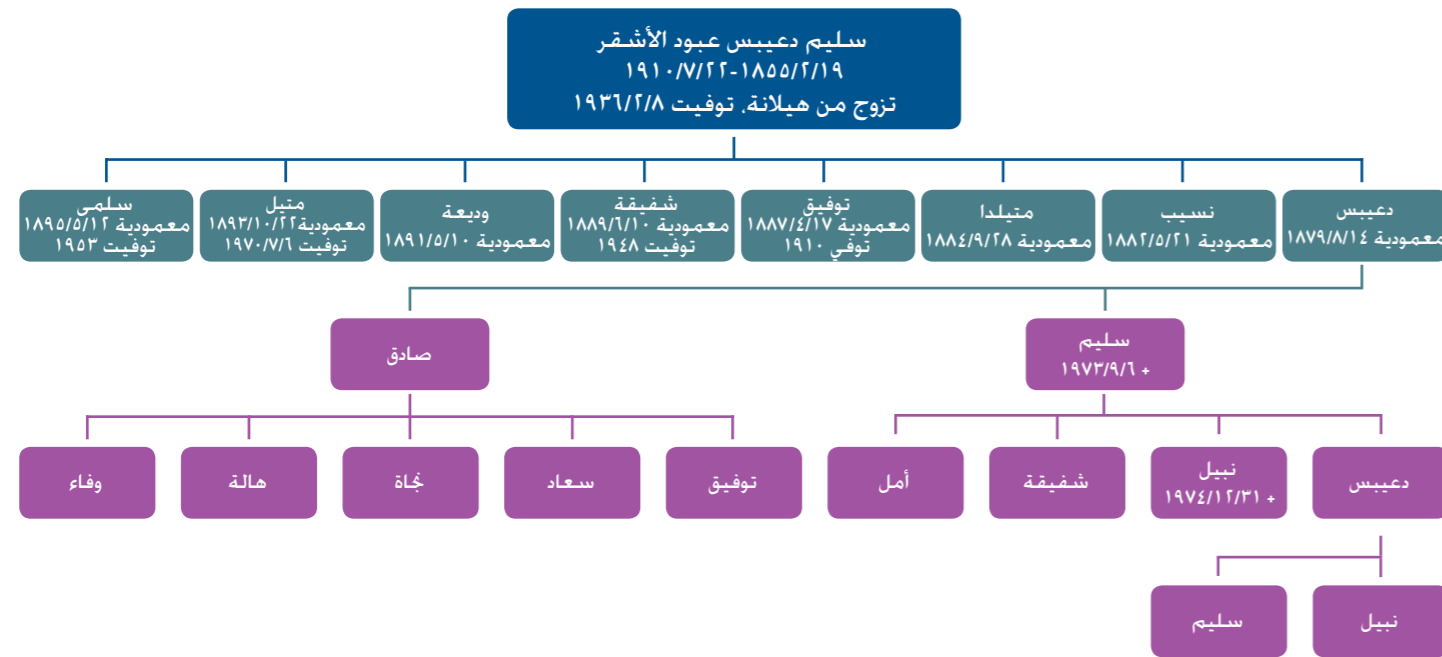 سليم دعيبس عبود الأشقر
١٨٥٥/٢/١٩-١٩١٠/٧/٢٢
تزوج من هيلانة، توفيت ١٩٣٦/٢/٨
دعيبس
معمودية ١٨٧٩/٨/١٤
نسيب
معمودية ١٨٨٢/٥/٢١
متيلدا
معمودية ١٨٨٤/٩/٢٨
توفيق
معمودية ١٨٨٧/٤/١٧
توفي ١٩١٠
شفيقة
معمودية ١٨٨٩/٦/١٠
توفيت ١٩٤٨
وديعة
معمودية ١٨٩١/٥/١٠
متيل
معمودية١٨٩٣/١٠/٢٢
توفيت ١٩٧٠/٧/٦
سلمى
معمودية ١٨٩٥/٥/١٢
توفيت ١٩٥٣
سليم
+ ١٩٧٣/٩/٦
صادق
دعيبس
نبيل
+ ١٩٧٤/١٢/٣١
شفيقة
أمل
توفيق
سعاد
نجاة
هالة
وفاء
نبيل
سليم